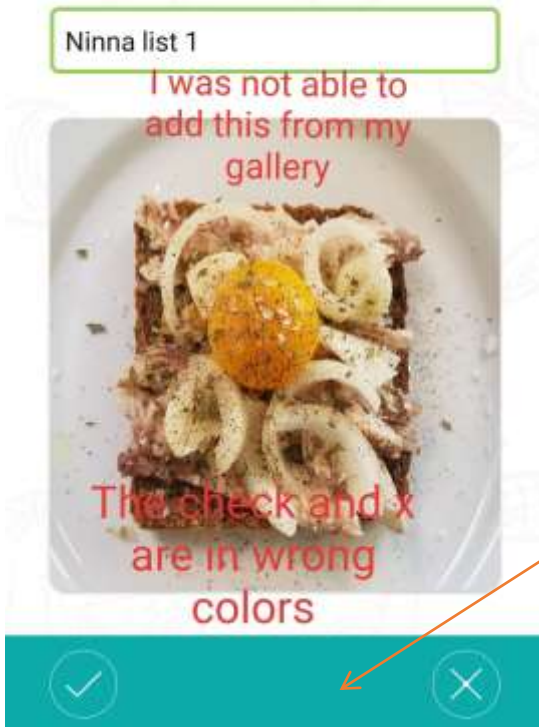 Ninna list 1
I was not able to
add this from my
gallery
The check and x
are in wrong
colors